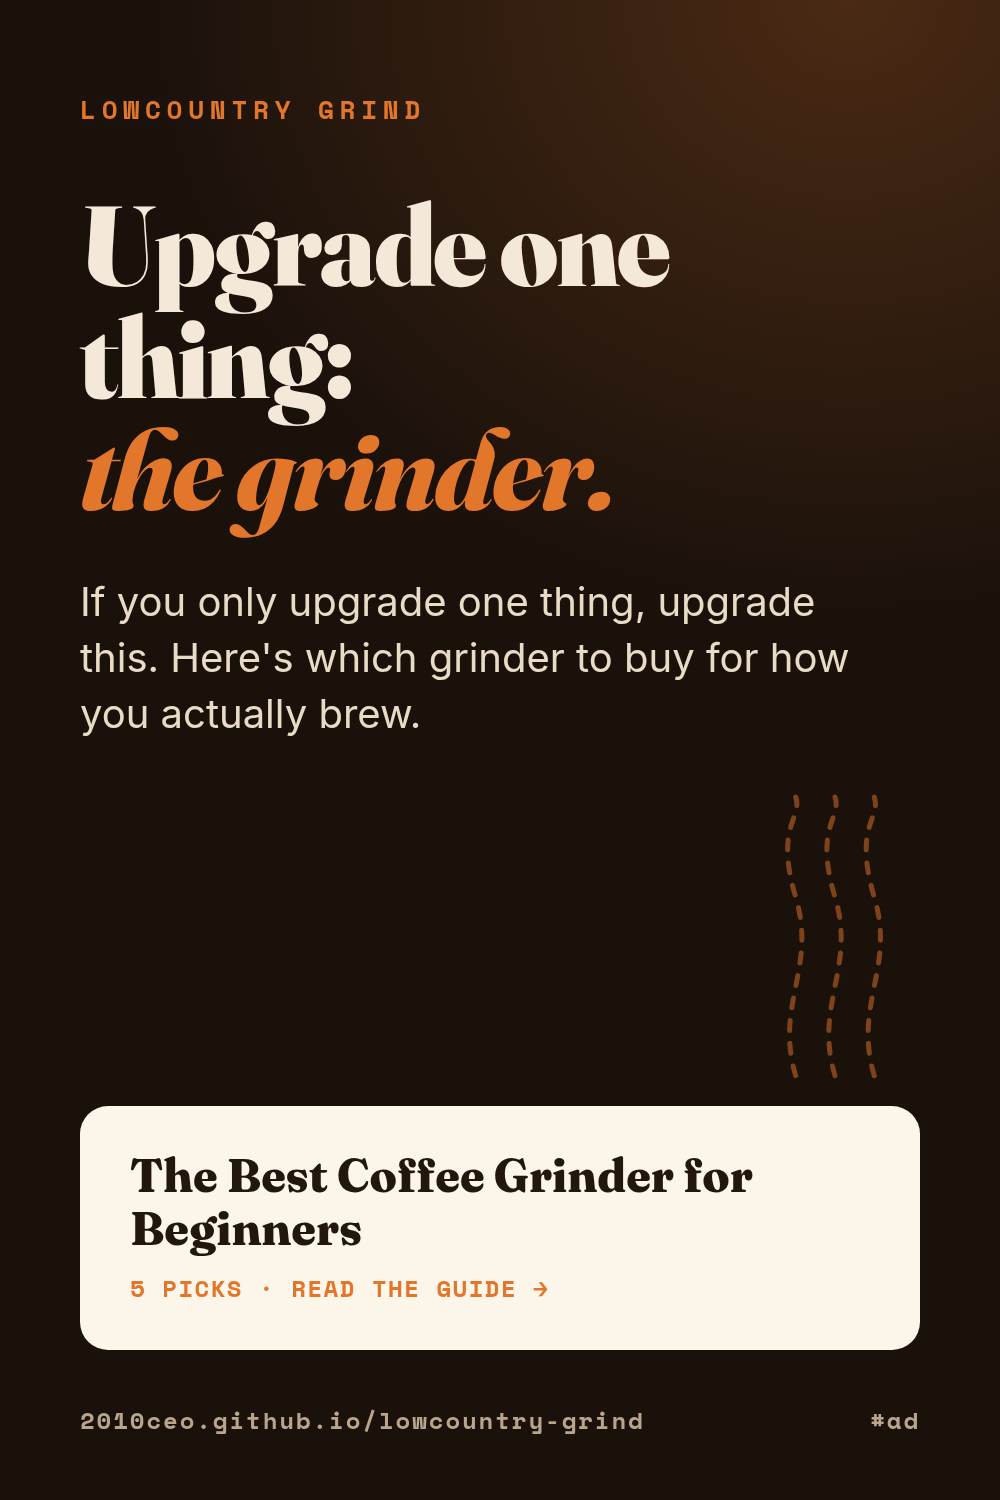 LOWCOUNTRY GRIND
Upgrade one
thing:
the grinder.
If you only upgrade one thing, upgrade
this. Here's which grinder to buy for how
you actually brew.
The Best Coffee Grinder for
Beginners
5 PICKS · READ THE GUIDE →
2010ceo.github.io/lowcountry-grind #ad